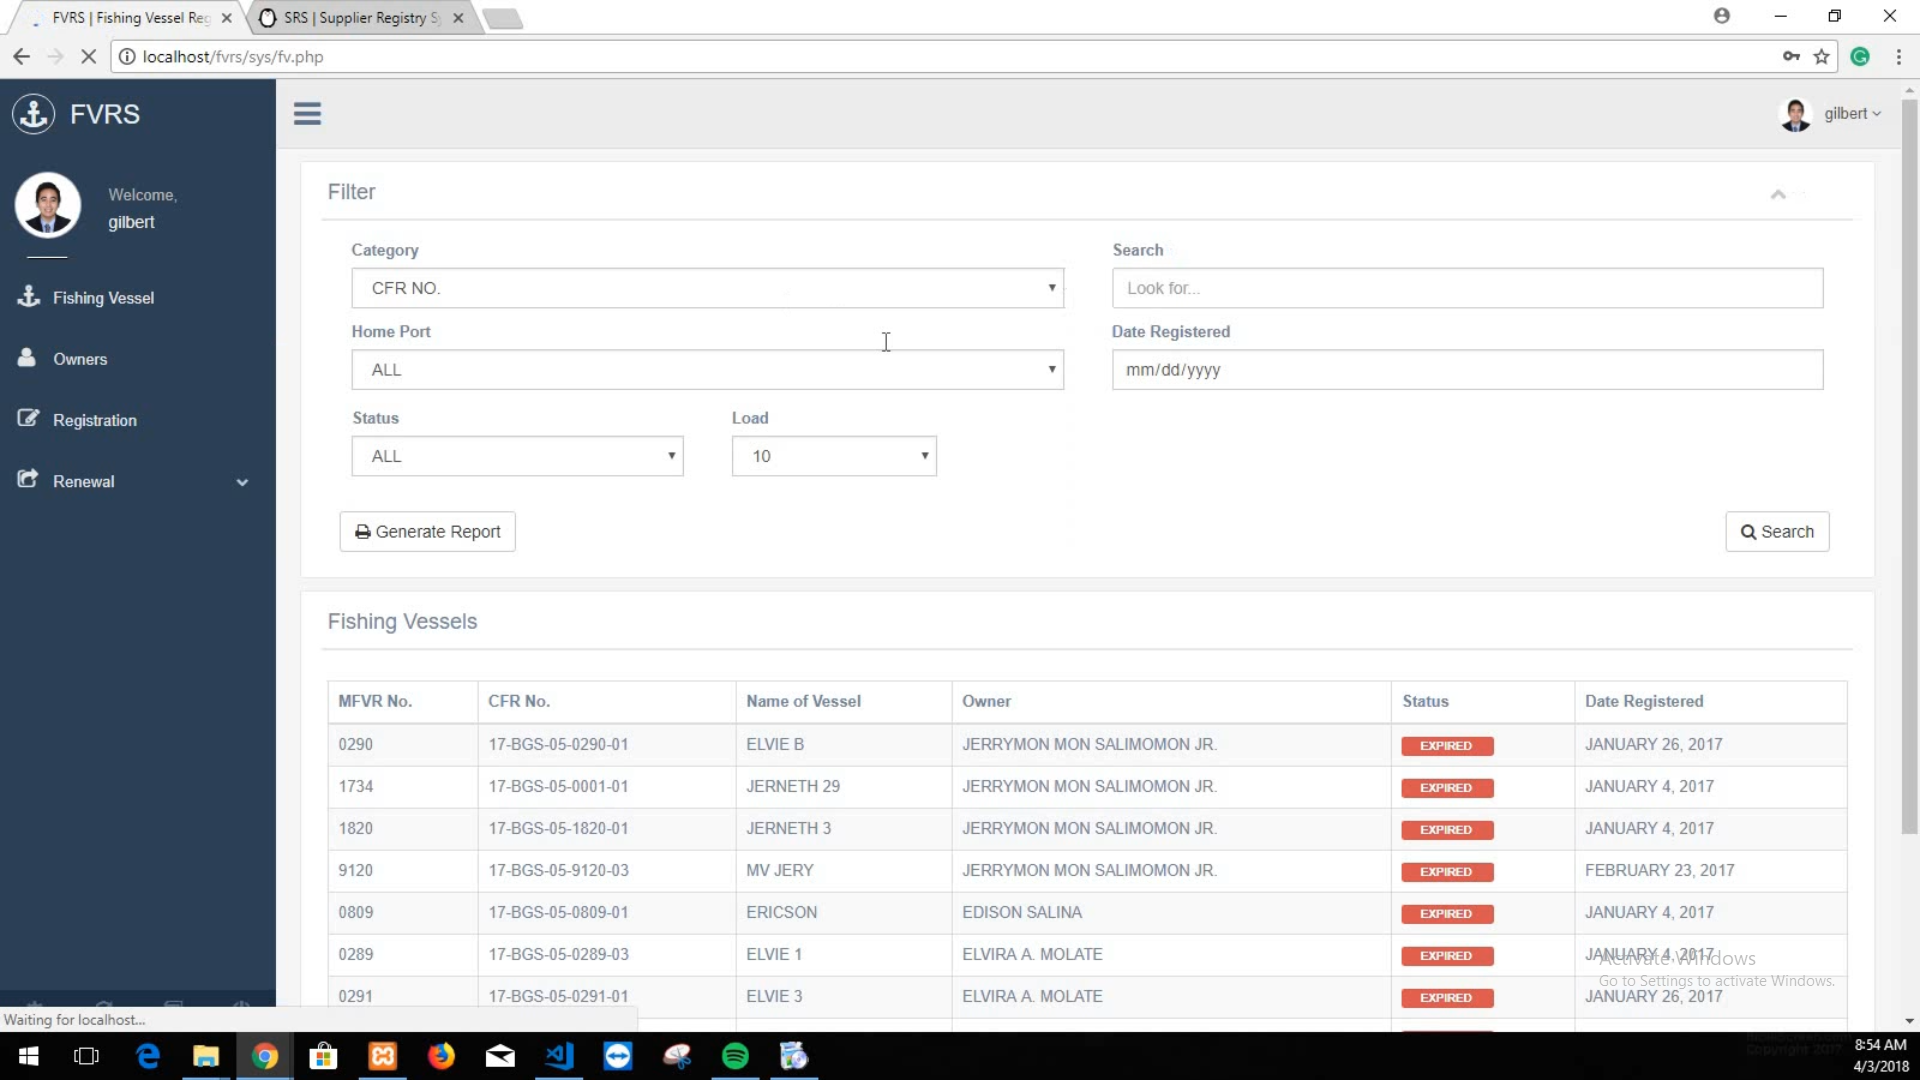 FVRS | Fishing Vessel Reg
SRS | Supplier Registry S
localhost/fvrs/sys/fv.php
FVRS
gilbert
Welcome,
gilbert
Fishing Vessel
Owners
Registration
Renewal
Filter
Category
Search
CFR NO.
Look for...
Home Port
Date Registered
ALL
mm/dd/yyyy
Status
Load
ALL
10
Generate Report
Search
Fishing Vessels
MFVR No. CFR No. Name of Vessel Owner Status Date Registered
0290 17-BGS-05-0290-01 ELVIE B JERRYMON MON SALIMOMON JR. EXPIRED JANUARY 26, 2017
1734 17-BGS-05-0001-01 JERNETH 29 JERRYMON MON SALIMOMON JR. EXPIRED JANUARY 4, 2017
1820 17-BGS-05-1820-01 JERNETH 3 JERRYMON MON SALIMOMON JR. EXPIRED JANUARY 4, 2017
9120 17-BGS-05-9120-03 MV JERY JERRYMON MON SALIMOMON JR. EXPIRED FEBRUARY 23, 2017
0809 17-BGS-05-0809-01 ERICSON EDISON SALINA EXPIRED JANUARY 4, 2017
0289 17-BGS-05-0289-03 ELVIE 1 ELVIRA A. MOLATE EXPIRED JANUARY 4, 2017
0291 17-BGS-05-0291-01 ELVIE 3 ELVIRA A. MOLATE EXPIRED JANUARY 26, 2017
Activate Windows
Go to Settings to activate Windows.
Waiting for localhost...
Copyright 2017
8:54 AM
4/3/2018